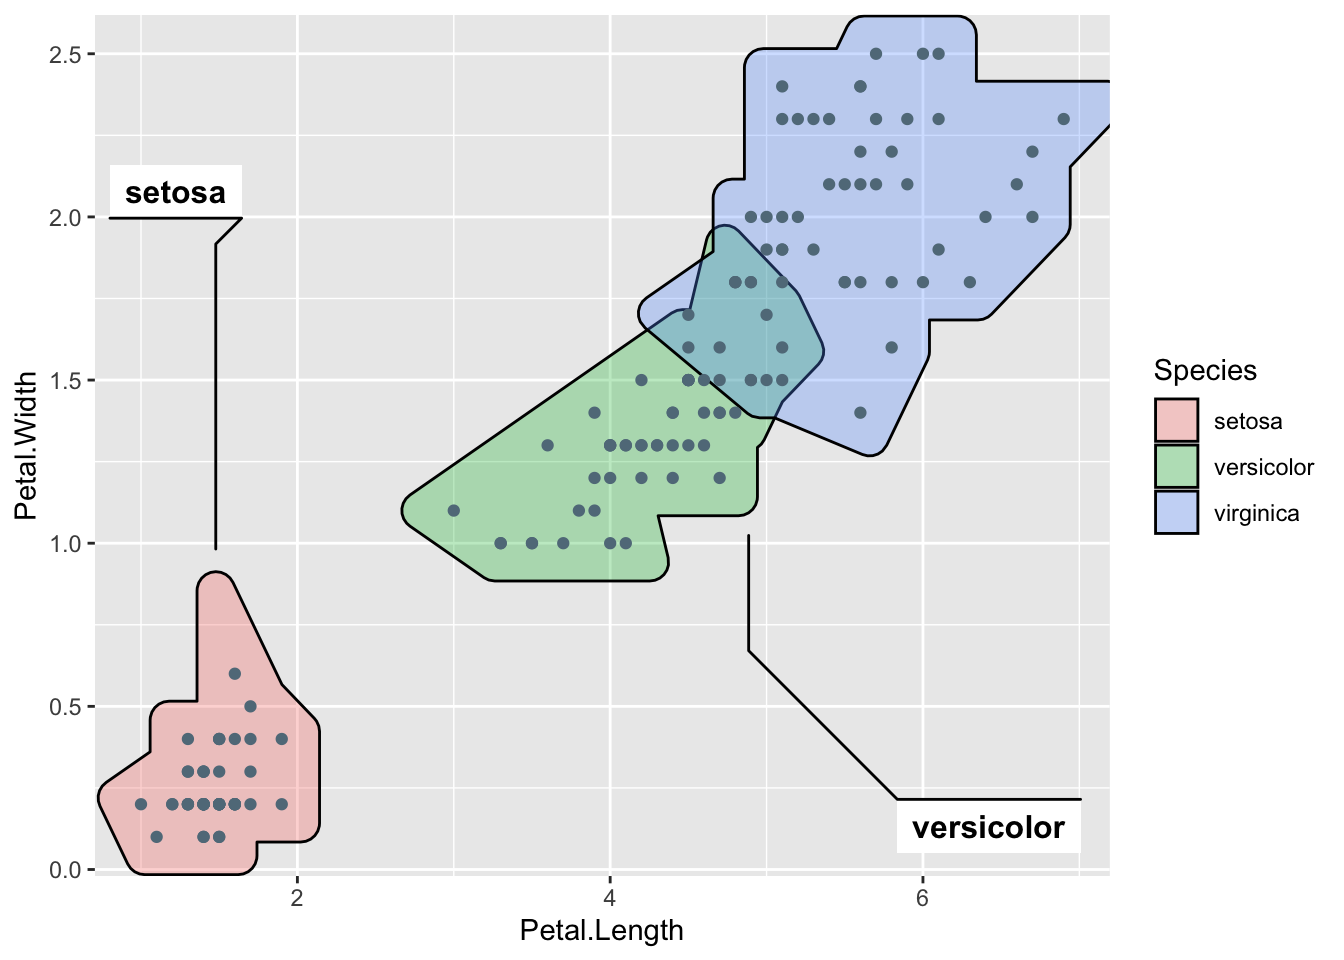 2.5
2.0
1.5
1.0
0.5
0.0
Petal.Width
setosa
versicolor
2
4
6
Petal.Length
Species
setosa
versicolor
virginica